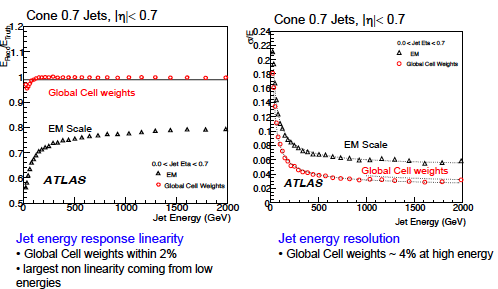 Cone 0.7 Jets, |η|< 0.7
E_Reco/E_Truth
1.2
1.1
1
0.9
0.8
0.7
0.6
0.5
Global Cell weights
EM Scale
0.0 < Jet Eta < 0.7
EM
Global Cell Weights
ATLAS
0 500 1000 1500 2000
Jet Energy (GeV)
Jet energy response linearity
• Global Cell weights within 2%
• largest non linearity coming from low
energies
Cone 0.7 Jets, |η|< 0.7
σ/E
0.24
0.22
0.2
0.18
0.16
0.14
0.12
0.1
0.08
0.06
0.04
0.02
0
0.0 < Jet Eta < 0.7
EM
Global Cell Weights
EM Scale
Global Cell weights
ATLAS
0 500 1000 1500 2000
Jet Energy (GeV)
Jet energy resolution
• Global Cell weights ~ 4% at high energy